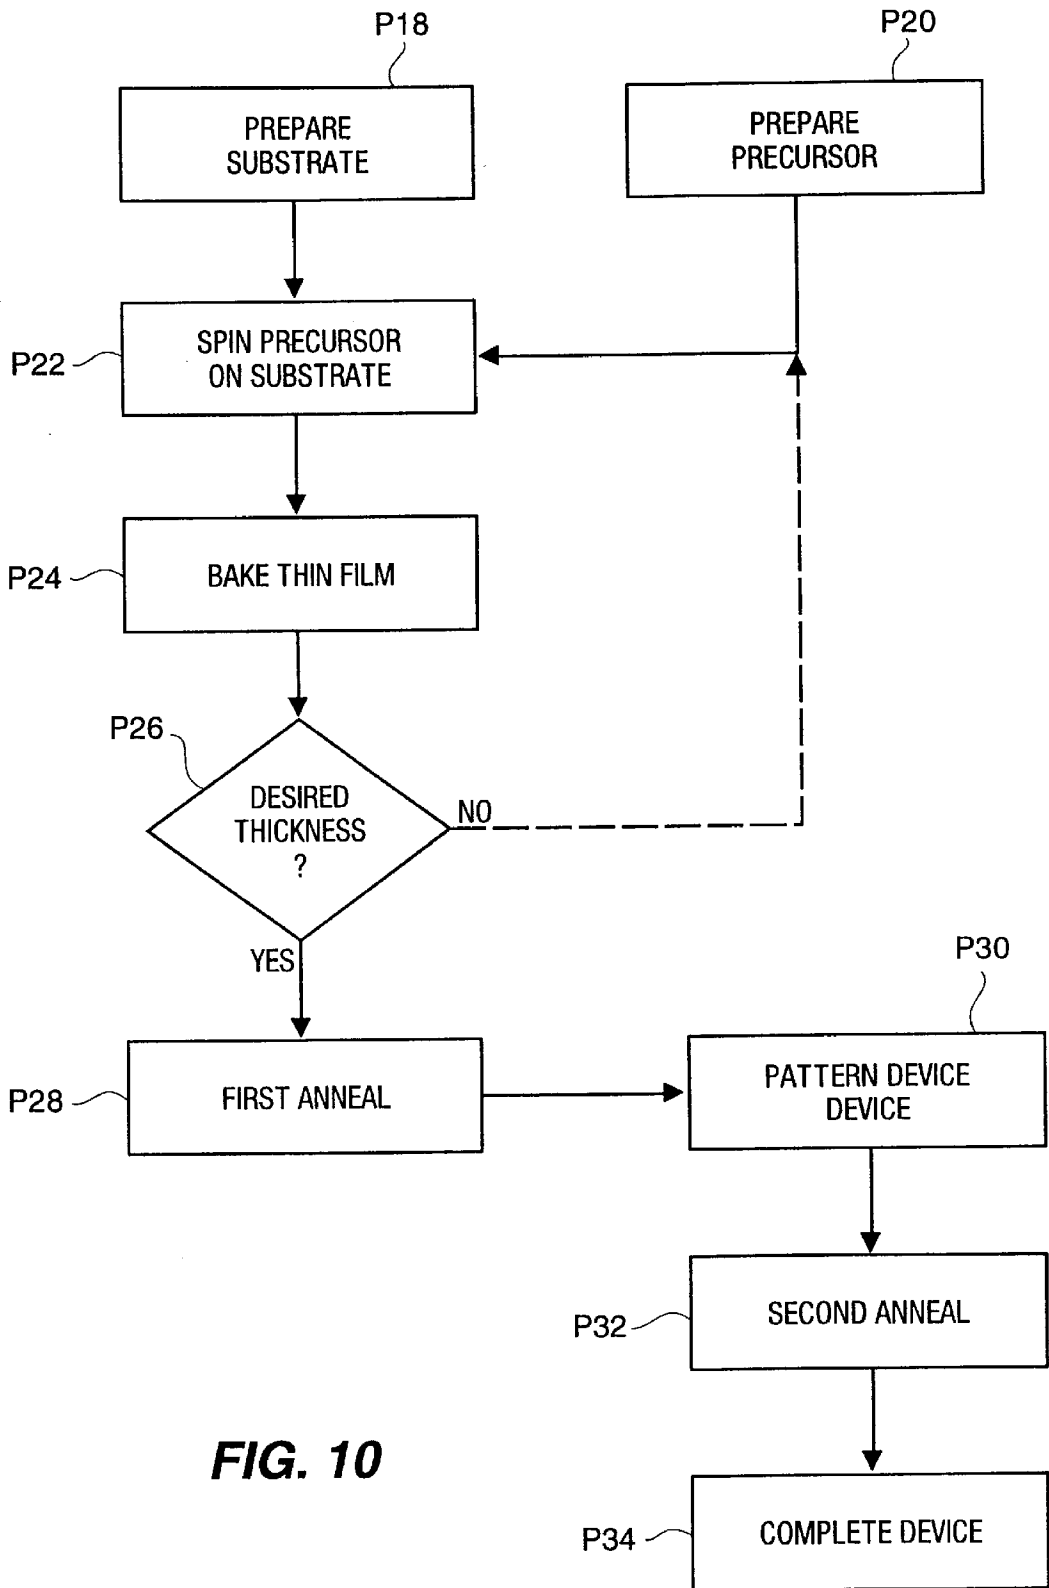 P18
P20
PREPARE
SUBSTRATE
PREPARE
PRECURSOR
P22
SPIN PRECURSOR
ON SUBSTRATE
P24
BAKE THIN FILM
P26
DESIRED
THICKNESS
?
NO
YES
P28
FIRST ANNEAL
P30
PATTERN DEVICE
DEVICE
P32
SECOND ANNEAL
P34
COMPLETE DEVICE
FIG. 10